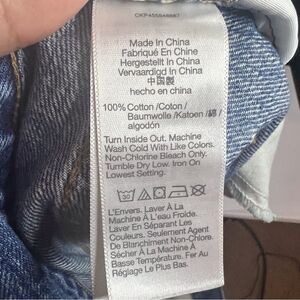 Made In China
Fabriqué En Chine
Hergestellt In China
Vervaardigd In China
中国製
hecho en china
100% Cotton /Coton /
Baumwolle /Katoen /綿 /
algodón
Turn Inside Out. Machine
Wash Cold With Like Colors.
Non-Chlorine Bleach Only.
Tumble Dry Low. Iron On
Lowest Setting.
30
L'Envers. Laver À La
Machine À L'eau Froide.
Laver En Séparant Les
Couleurs. Seulement Agent
De Blanchiment Non-Chlore.
Sécher À La Machine À
Basse Température. Fer Au
Réglage Le Plus Bas.